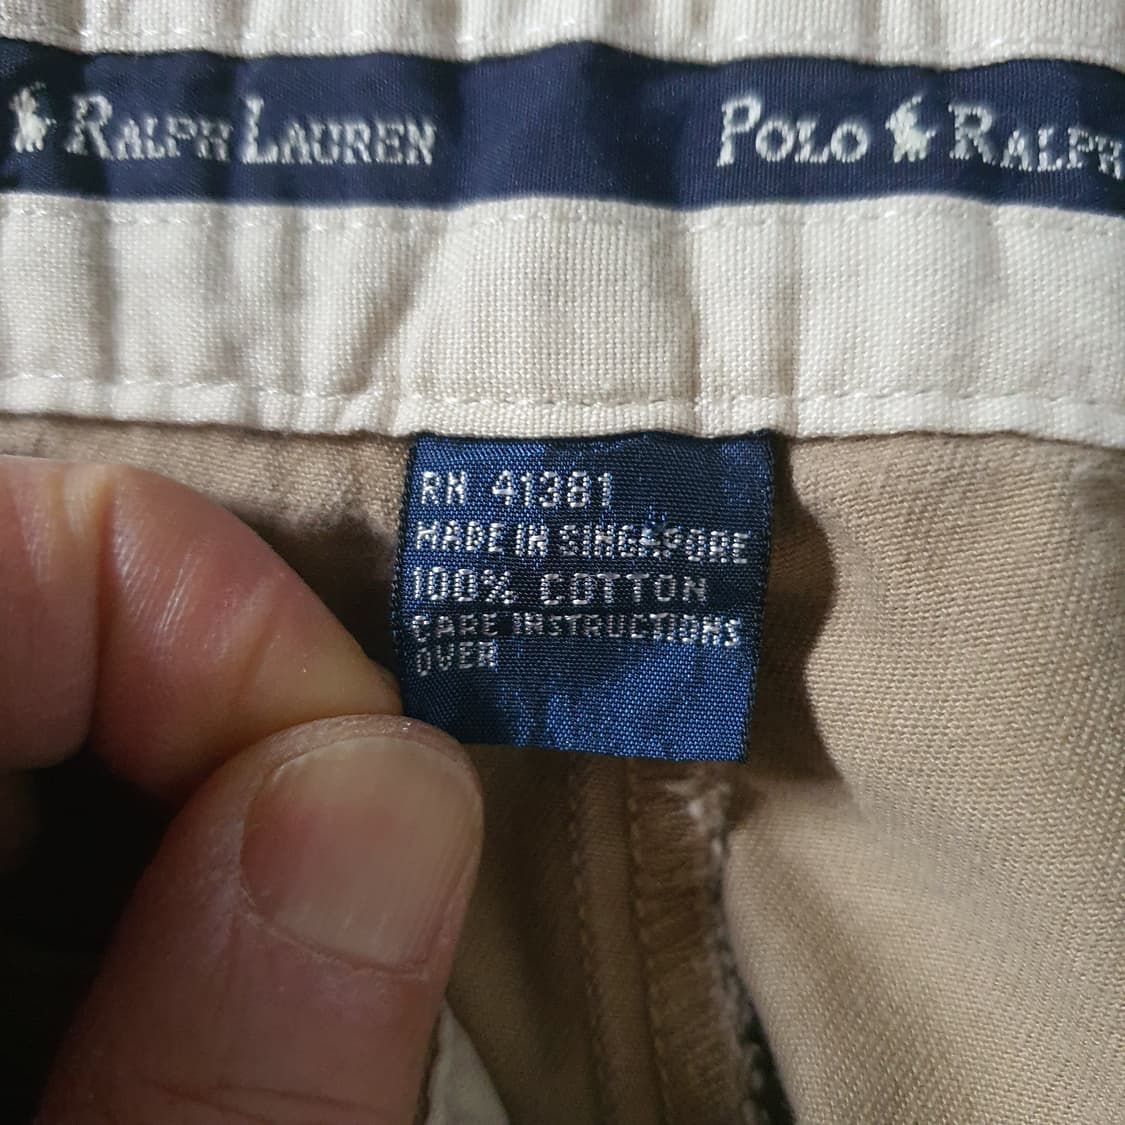 RALPH LAUREN POLO RALPH
RN 41381
MADE IN SINGAPORE
100% COTTON
CARE INSTRUCTIONS
OVER